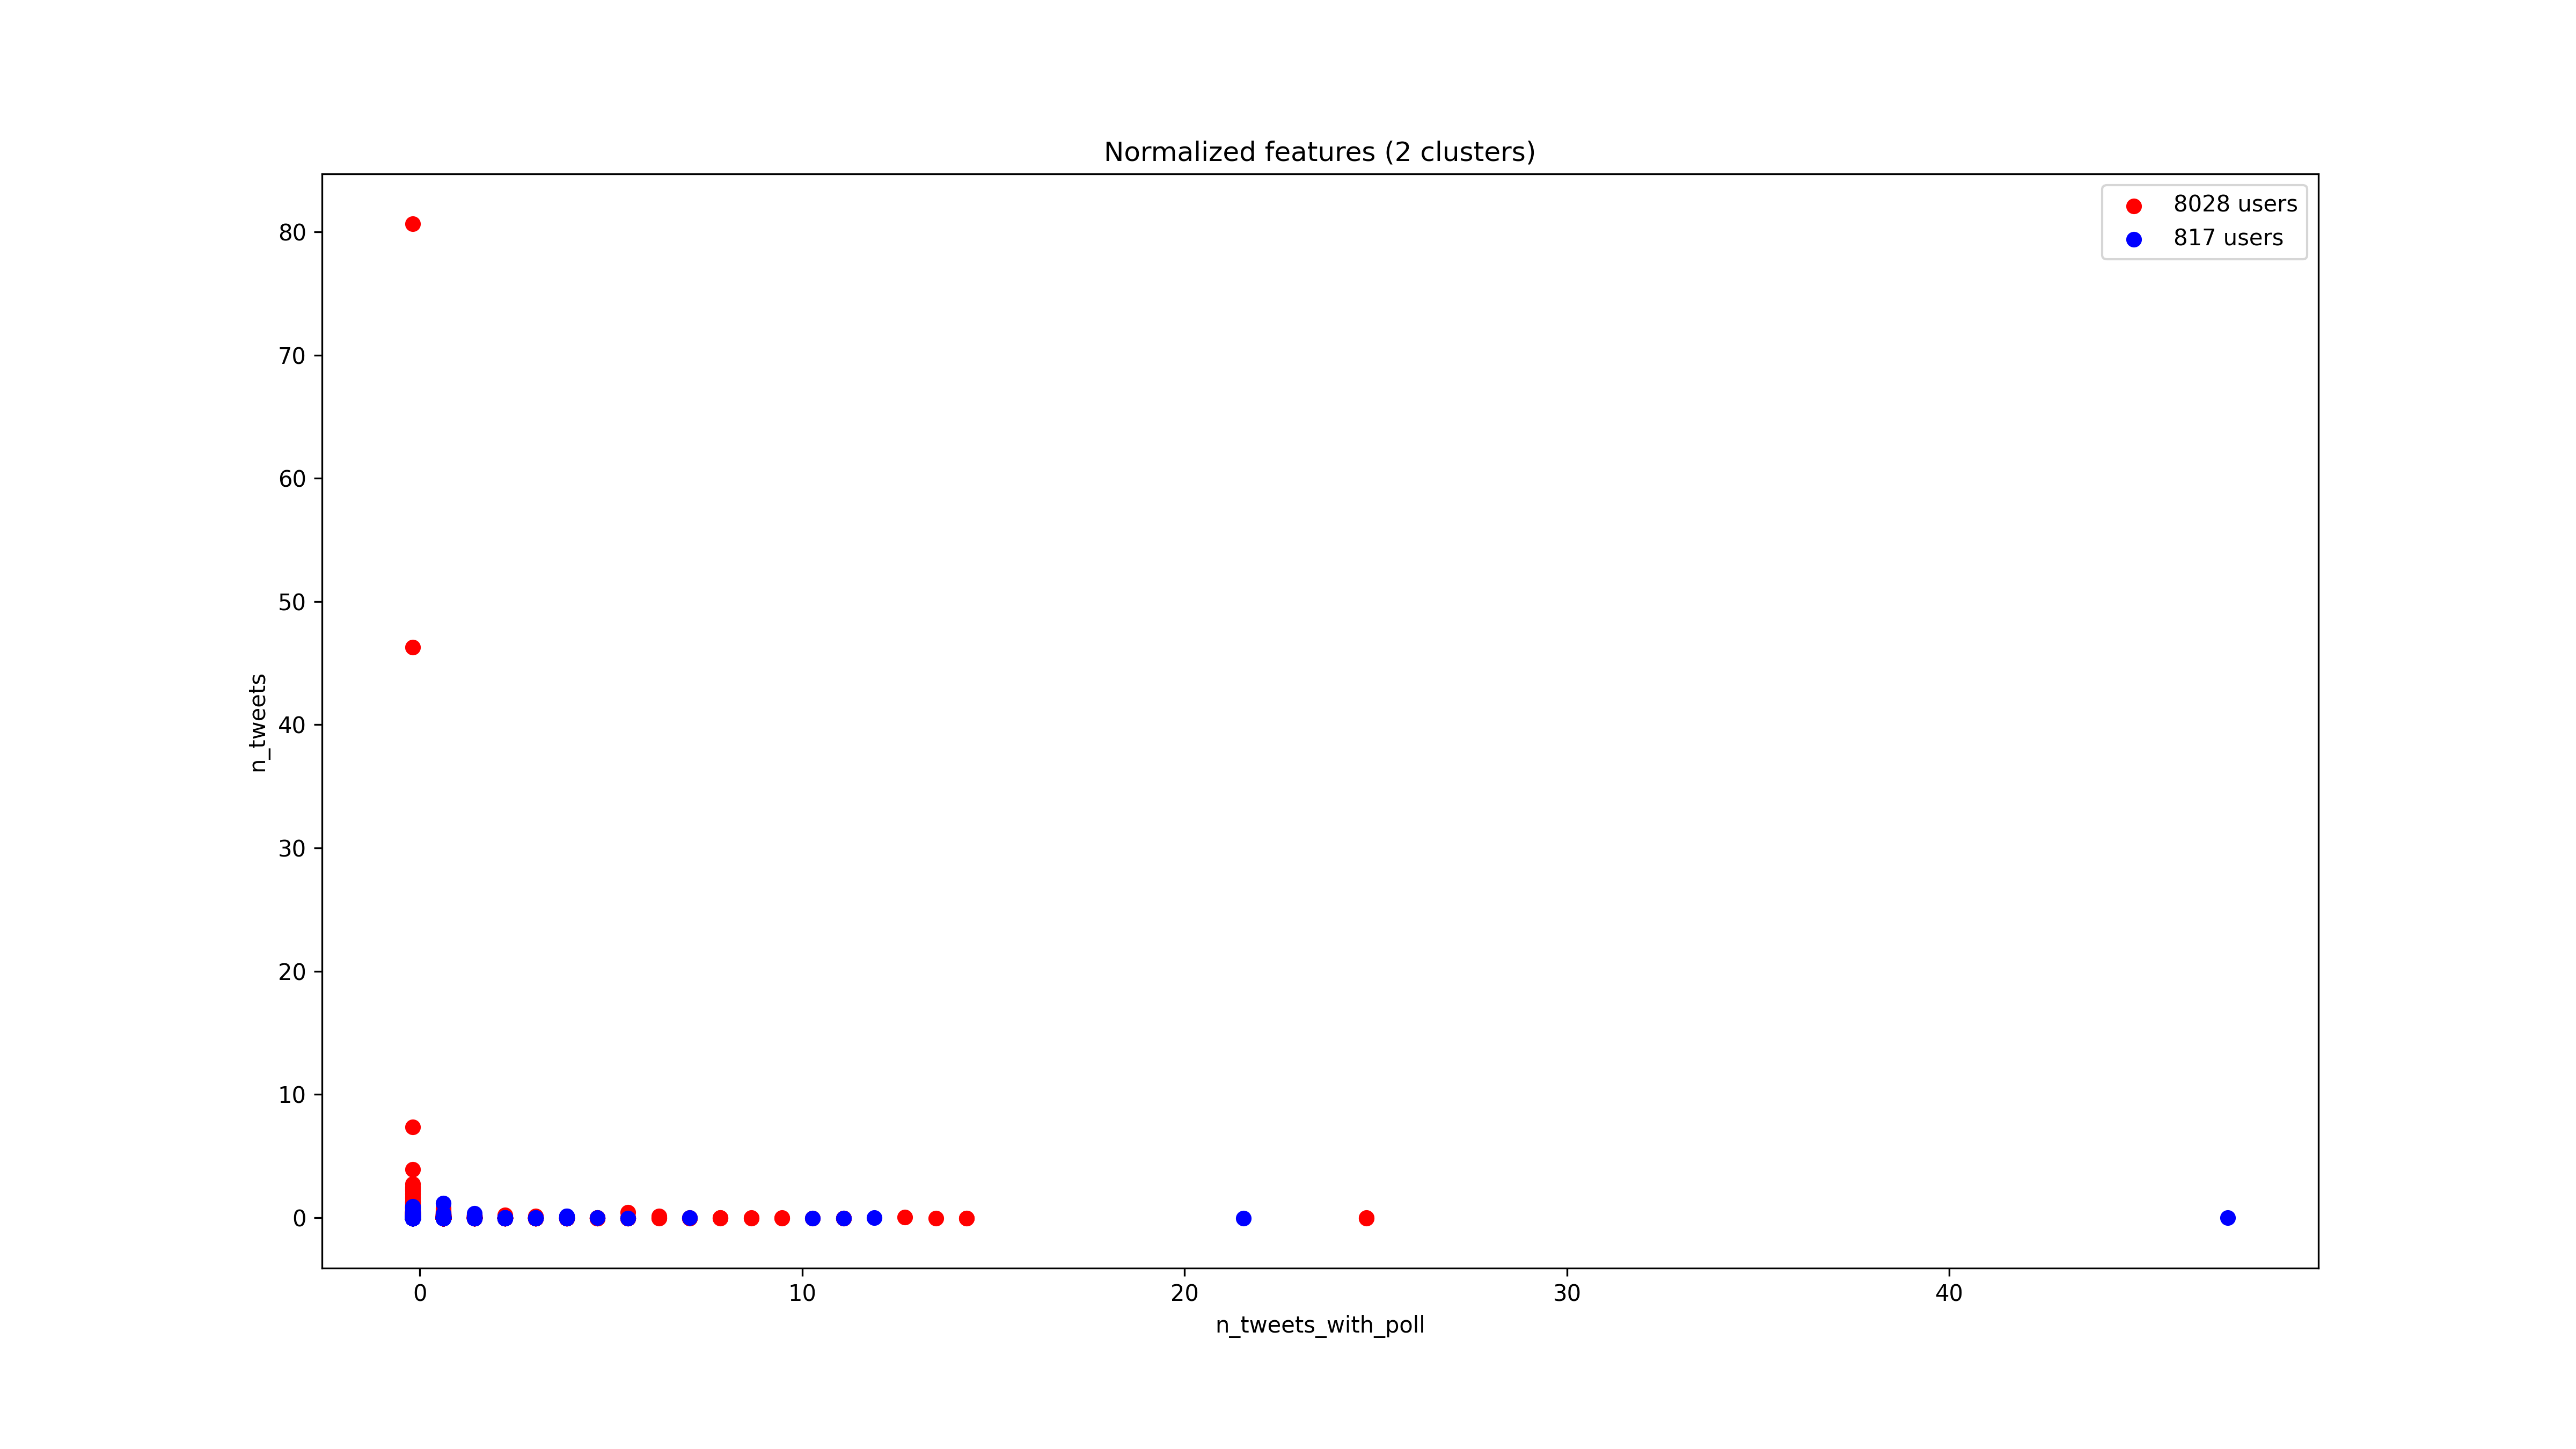 Normalized features (2 clusters)
8028 users
817 users
80
70
60
50
40
30
20
10
0
n_tweets
0 10 20 30 40
n_tweets_with_poll